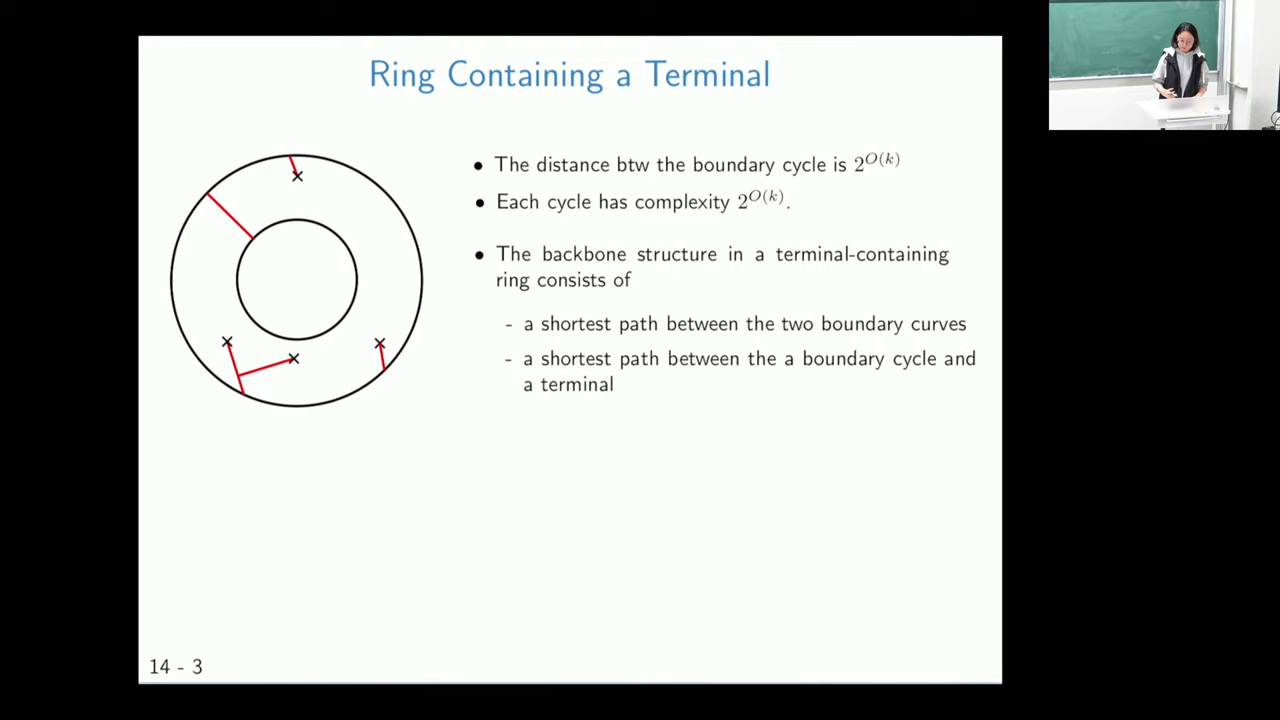 Ring Containing a Terminal
• The distance btw the boundary cycle is 2^{O(k)}
• Each cycle has complexity 2^{O(k)}.
• The backbone structure in a terminal-containing
ring consists of
- a shortest path between the two boundary curves
- a shortest path between the a boundary cycle and
a terminal
14 - 3